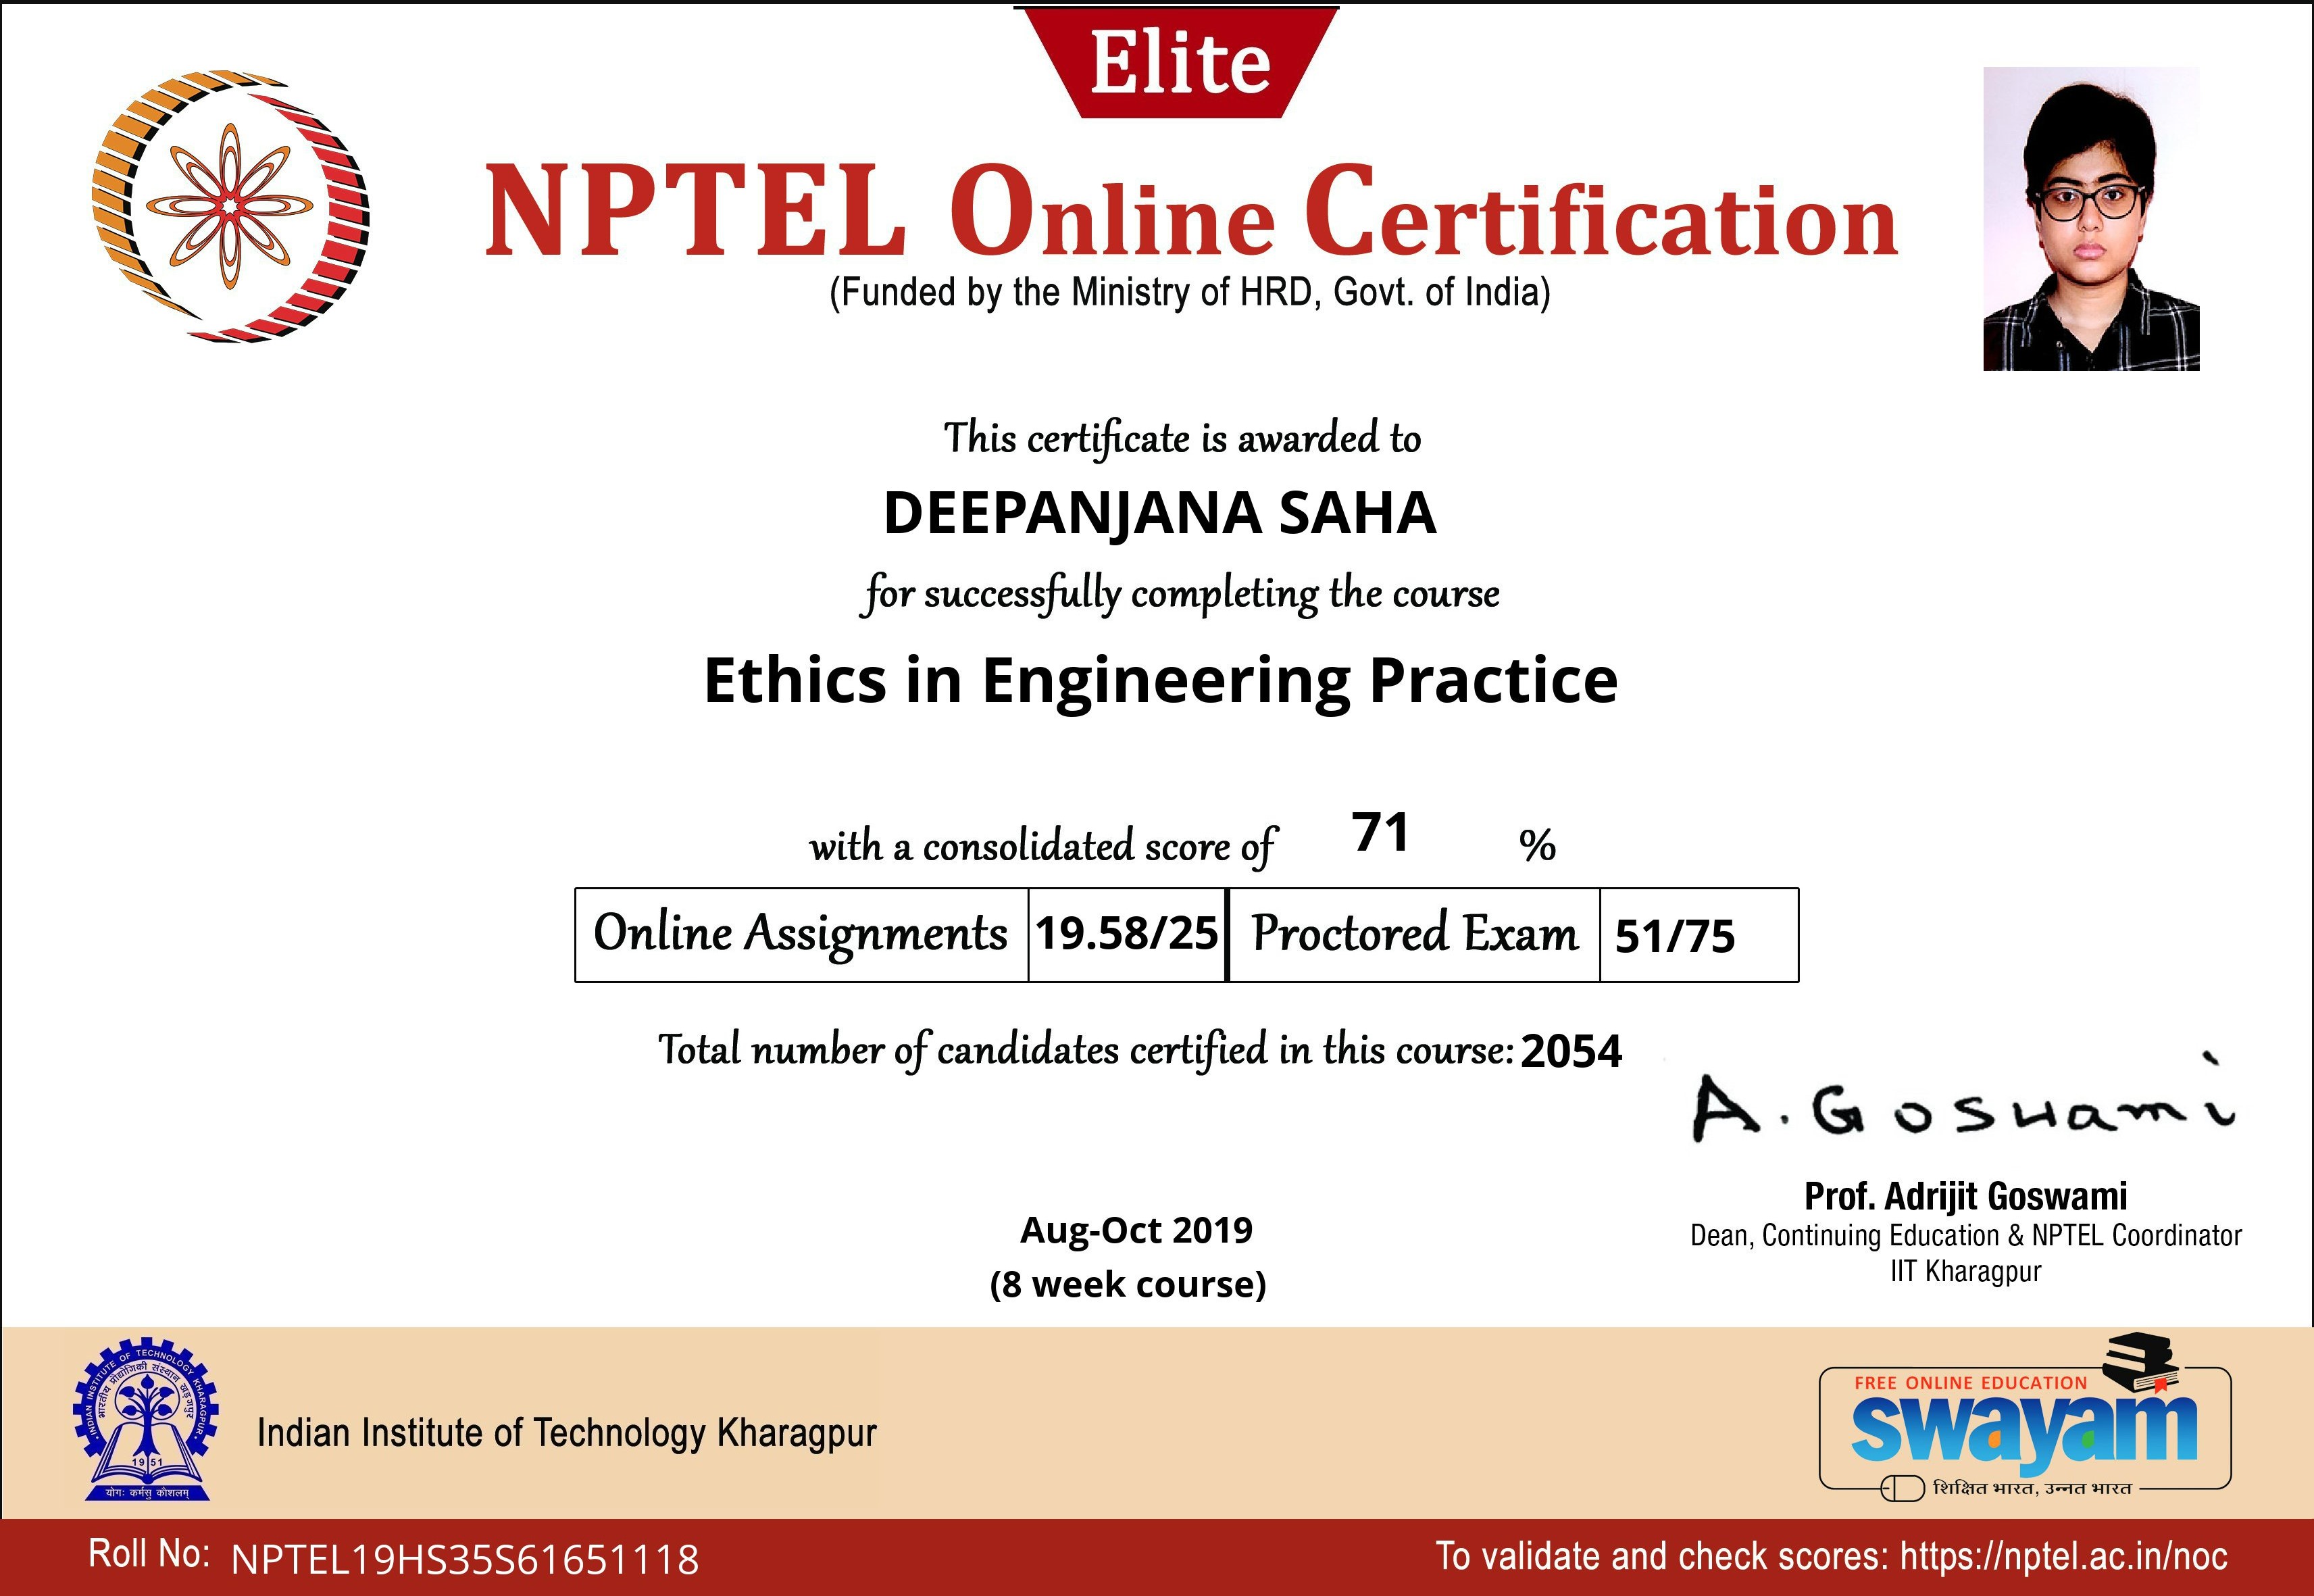 Elite
NPTEL Online Certification
(Funded by the Ministry of HRD, Govt. of India)
This certificate is awarded to
DEEPANJANA SAHA
for successfully completing the course
Ethics in Engineering Practice
with a consolidated score of 71 %
Online Assignments 19.58/25 Proctored Exam 51/75
Total number of candidates certified in this course: 2054
A. Goswami
Prof. Adrijit Goswami
Dean, Continuing Education & NPTEL Coordinator
IIT Kharagpur
Aug-Oct 2019
(8 week course)
INDIAN INSTITUTE OF TECHNOLOGY KHARAGPUR
भारतीय प्रौद्योगिकी संस्थान खड़गपुर
1951
योगः कर्मसु कौशलम्
Indian Institute of Technology Kharagpur
FREE ONLINE EDUCATION
swayam
शिक्षित भारत, उन्नत भारत
Roll No: NPTEL19HS35S61651118
To validate and check scores: https://nptel.ac.in/noc